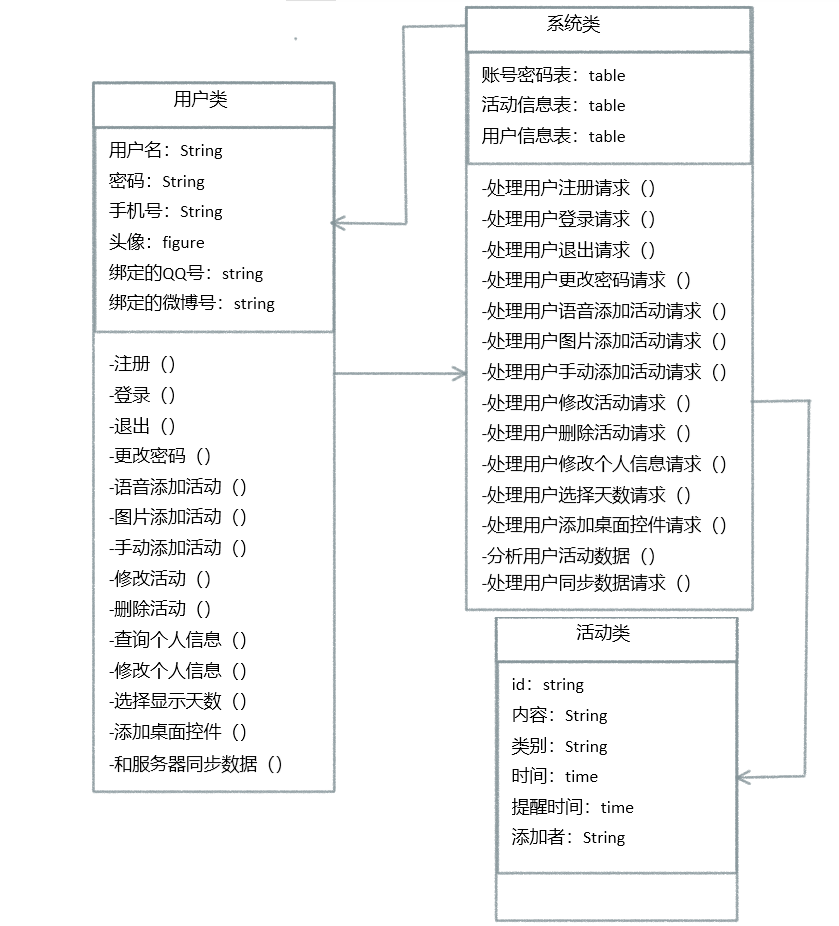 用户类
用户名：String
密码：String
手机号：String
头像：figure
绑定的QQ号：string
绑定的微博号：string
-注册（）
-登录（）
-退出（）
-更改密码（）
-语音添加活动（）
-图片添加活动（）
-手动添加活动（）
-修改活动（）
-删除活动（）
-查询个人信息（）
-修改个人信息（）
-选择显示天数（）
-添加桌面控件（）
-和服务器同步数据（）
系统类
账号密码表：table
活动信息表：table
用户信息表：table
-处理用户注册请求（）
-处理用户登录请求（）
-处理用户退出请求（）
-处理用户更改密码请求（）
-处理用户语音添加活动请求（）
-处理用户图片添加活动请求（）
-处理用户手动添加活动请求（）
-处理用户修改活动请求（）
-处理用户删除活动请求（）
-处理用户修改个人信息请求（）
-处理用户选择天数请求（）
-处理用户添加桌面控件请求（）
-分析用户活动数据（）
-处理用户同步数据请求（）
活动类
id：string
内容：String
类别：String
时间：time
提醒时间：time
添加者：String